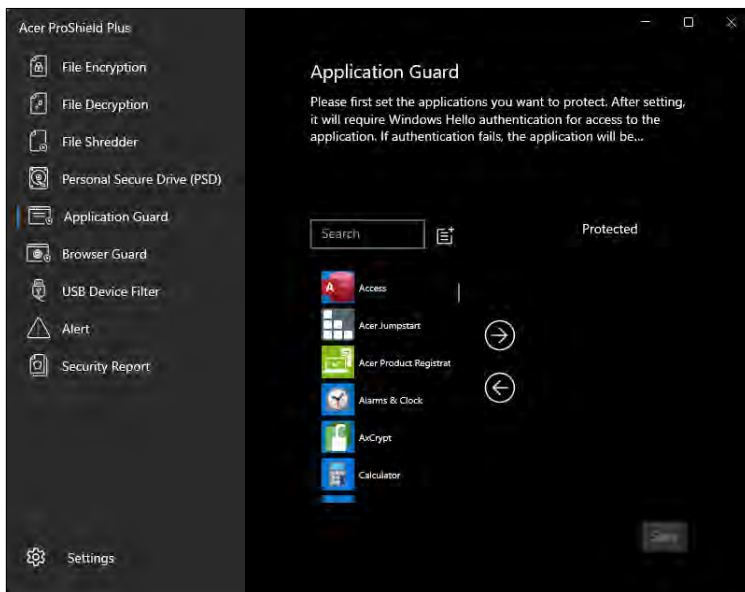 Acer ProShield Plus
File Encryption
File Decryption
File Shredder
Personal Secure Drive (PSD)
Application Guard
Browser Guard
USB Device Filter
Alert
Security Report
Settings
Application Guard
Please first set the applications you want to protect. After setting,
it will require Windows Hello authentication for access to the
application. If authentication fails, the application will be...
Search
Protected
Access
Acer Jumpstart
Acer Product Registrat
Alarms & Clock
AxCrypt
Calculator
Save